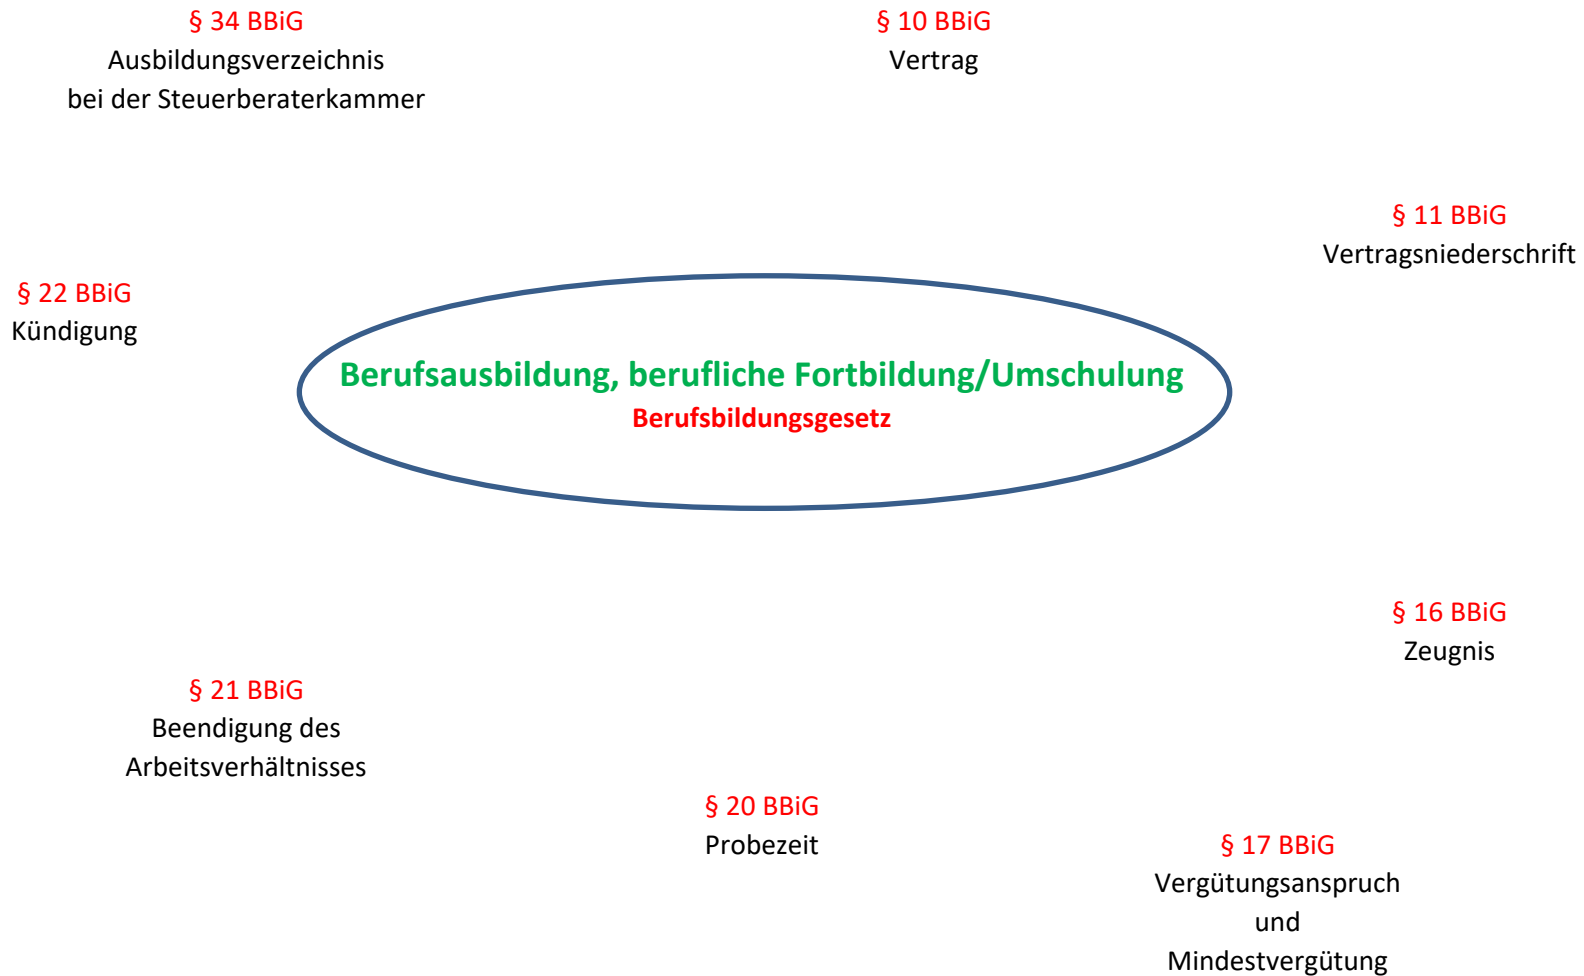 § 34 BBiG
Ausbildungsverzeichnis
bei der Steuerberaterkammer
§ 10 BBiG
Vertrag
§ 11 BBiG
Vertragsniederschrift
§ 22 BBiG
Kündigung
Berufsausbildung, berufliche Fortbildung/Umschulung
Berufsbildungsgesetz
§ 16 BBiG
Zeugnis
§ 21 BBiG
Beendigung des
Arbeitsverhältnisses
§ 20 BBiG
Probezeit
§ 17 BBiG
Vergütungsanspruch
und
Mindestvergütung